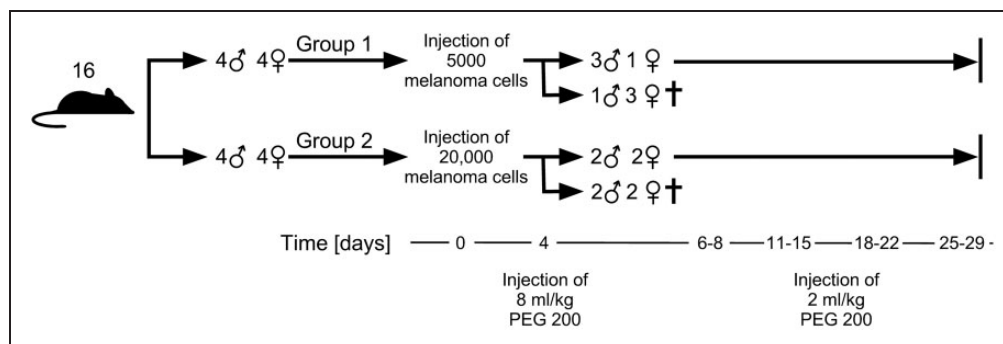 16
4♂ 4♀
Group 1
Injection of
5000
melanoma cells
3♂ 1 ♀
1♂ 3 ♀ ✝
4♂ 4♀
Group 2
Injection of
20,000
melanoma cells
2♂ 2♀
2♂ 2 ♀ ✝
Time [days] 0 4 6-8 11-15 18-22 25-29
Injection of
8 ml/kg
PEG 200
Injection of
2 ml/kg
PEG 200